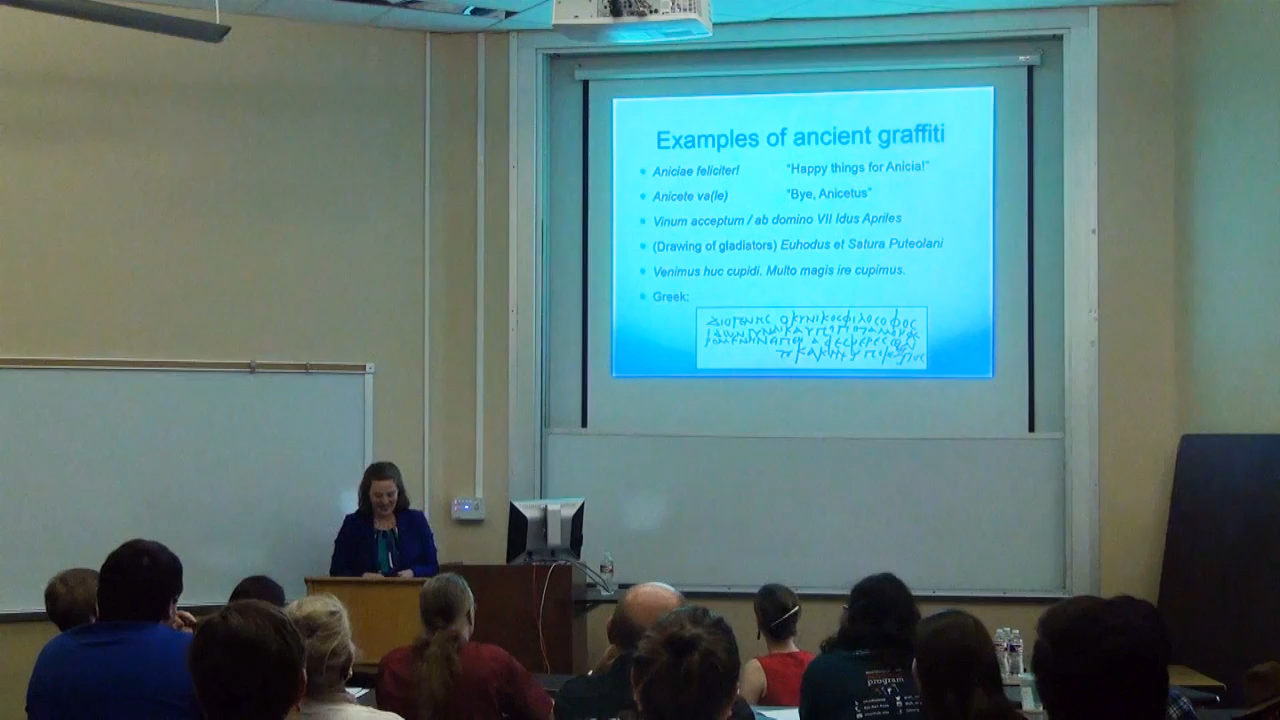 Examples of ancient graffiti
Aniciae feliciter! "Happy things for Anicia!"
Anicete va(le) "Bye, Anicetus"
Vinum acceptum / ab domino VII Idus Apriles
(Drawing of gladiators) Euhodus et Satura Puteolani
Venimus huc cupidi. Multo magis ire cupimus.
Greek:
program